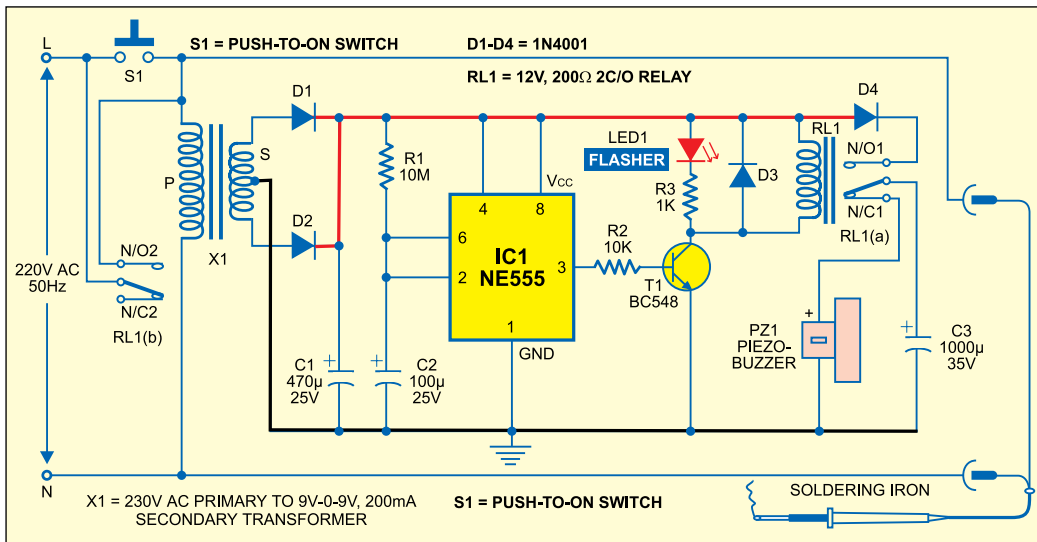 L
S1
S1 = PUSH-TO-ON SWITCH
D1-D4 = 1N4001
RL1 = 12V, 200Ω 2C/O RELAY
D1
D4
LED1
FLASHER
RL1
N/O1
R1
10M
S
P
VCC
D3
R3
1K
4
8
N/C1
RL1(a)
D2
6
IC1
NE555
R2
10K
3
2
X1
N/O2
T1
BC548
220V AC
50Hz
N/C2
RL1(b)
1
GND
+
PZ1
PIEZO-
BUZZER
+
C3
1000µ
35V
+
C1
470µ
25V
+
C2
100µ
25V
N
X1 = 230V AC PRIMARY TO 9V-0-9V, 200mA
SECONDARY TRANSFORMER
S1 = PUSH-TO-ON SWITCH
SOLDERING IRON